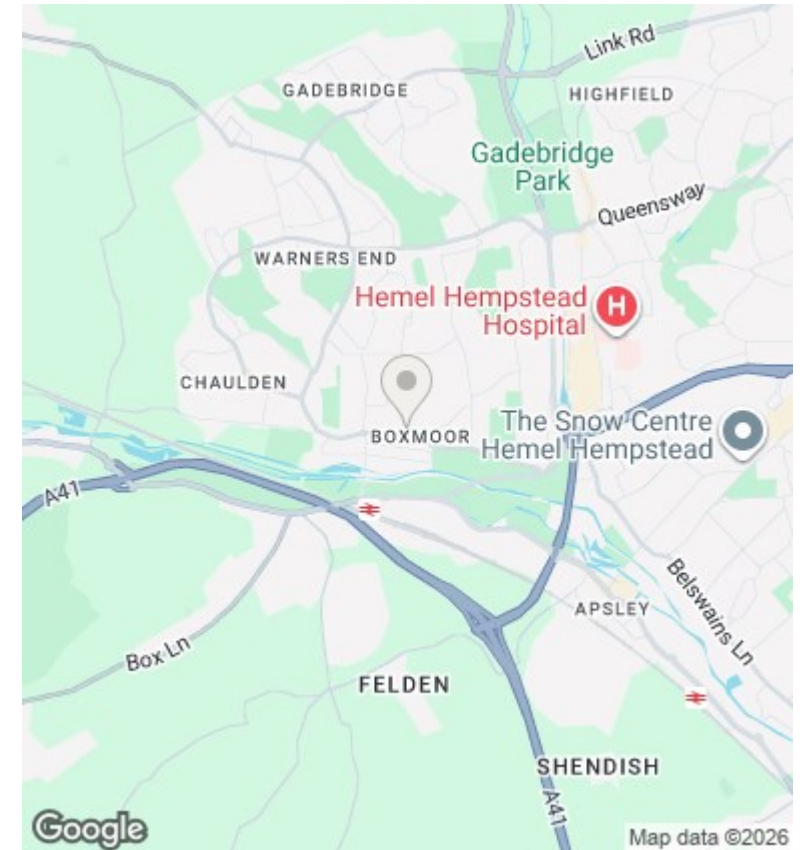 Link Rd
GADEBRIDGE
HIGHFIELD
Gadebridge
Park
Queensway
WARNERS END
Hemel Hempstead
Hospital
H
CHAULDEN
The Snow Centre
Hemel Hempstead
BOXMOOR
A41
Belswains Ln
APSLEY
Box Ln
FELDEN
SHENDISH
A41
Google
Map data ©2026